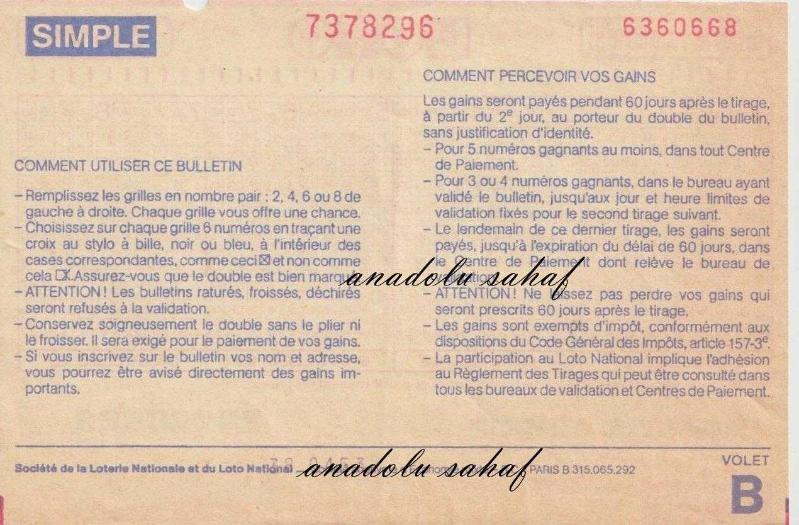 SIMPLE
7378296
6360668
COMMENT UTILISER CE BULLETIN
– Remplissez les grilles en nombre pair : 2, 4, 6 ou 8 de
gauche à droite. Chaque grille vous offre une chance.
– Choisissez sur chaque grille 6 numéros en traçant une
croix au stylo à bille, noir ou bleu, à l'intérieur des
cases correspondantes, comme ceci ☒ et non comme
cela ☐X. Assurez-vous que le double est bien marqué.
– ATTENTION ! Les bulletins raturés, froissés, déchirés
seront refusés à la validation.
– Conservez soigneusement le double sans le plier ni
le froisser. Il sera exigé pour le paiement de vos gains.
– Si vous inscrivez sur le bulletin vos nom et adresse,
vous pourrez être avisé directement des gains im-
portants.
COMMENT PERCEVOIR VOS GAINS
Les gains seront payés pendant 60 jours après le tirage,
à partir du 2e jour, au porteur du double du bulletin,
sans justification d'identité.
– Pour 5 numéros gagnants au moins, dans tout Centre
de Paiement.
– Pour 3 ou 4 numéros gagnants, dans le bureau ayant
validé le bulletin, jusqu'aux jour et heure limites de
validation fixés pour le second tirage suivant.
– Le lendemain de ce dernier tirage, les gains seront
payés, jusqu'à l'expiration du délai de 60 jours, dans
le Centre de Paiement dont relève le bureau de
validation.
– ATTENTION ! Ne laissez pas perdre vos gains qui
seront prescrits 60 jours après le tirage.
– Les gains sont exempts d'impôt, conformément aux
dispositions du Code Général des Impôts, article 157-3e.
– La participation au Loto National implique l'adhésion
au Règlement des Tirages qui peut être consulté dans
tous les bureaux de validation et Centres de Paiement.
anadolu sahaf
Société de la Loterie Nationale et du Loto National
anadolu sahaf
PARIS B 315.065.292
VOLET
B